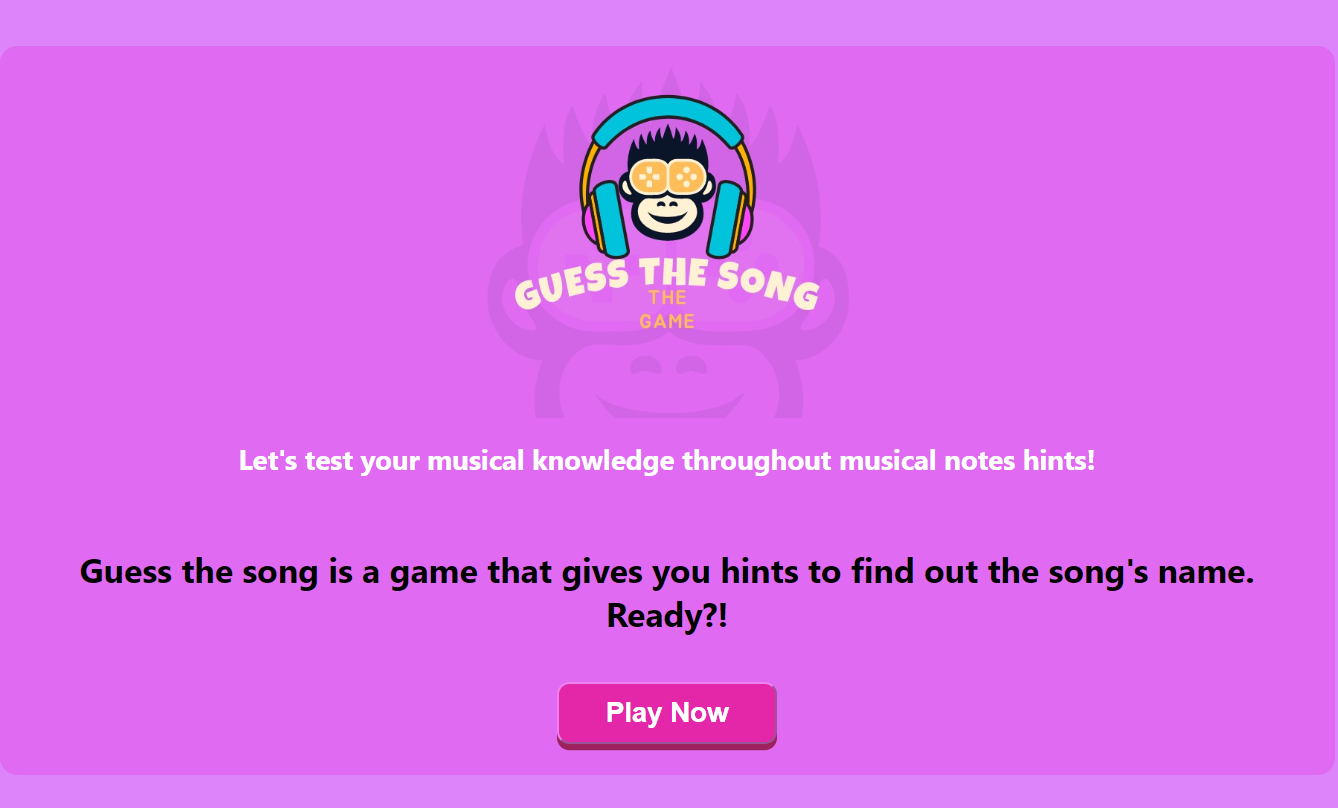 GUESS THE SONG
THE
GAME
Let's test your musical knowledge throughout musical notes hints!
Guess the song is a game that gives you hints to find out the song's name.
Ready?!
Play Now